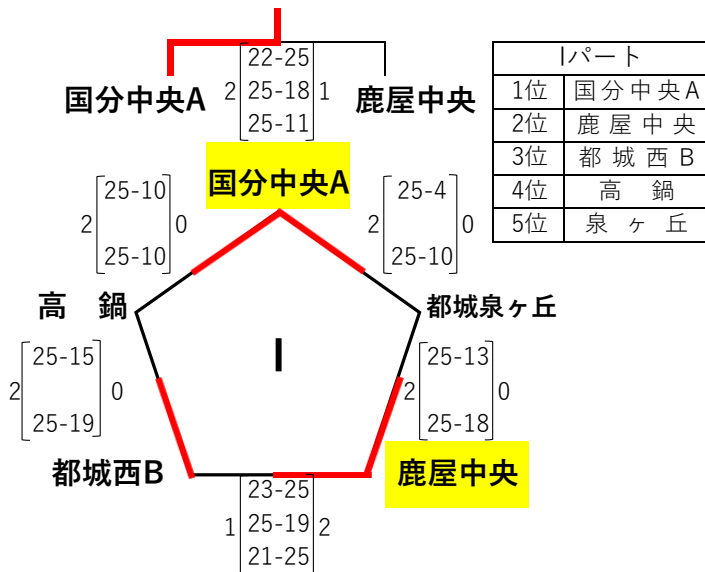 22-25
2 25-18 1
25-11
国分中央A 鹿屋中央
Iパート
1位 国分中央A
2位 鹿屋中央
3位 都城西B
4位 高鍋
5位 泉ヶ丘
国分中央A
25-10
2 0
25-10
25-4
2 0
25-10
高 鍋
都城泉ヶ丘
I
25-15
2 0
25-19
25-13
2 0
25-18
都城西B
鹿屋中央
23-25
1 25-19 2
21-25